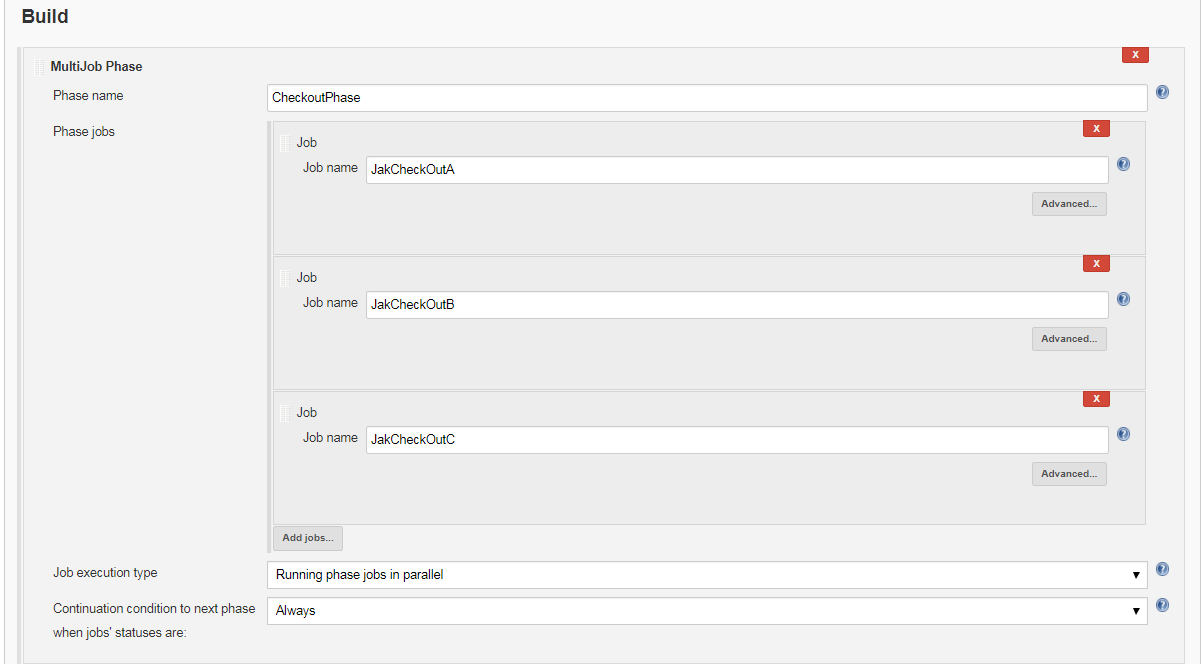 Build
X
MultiJob Phase
Phase name
CheckoutPhase
?
Phase jobs
X
Job
Job name
JakCheckOutA
?
Advanced...
X
Job
Job name
JakCheckOutB
?
Advanced...
X
Job
Job name
JakCheckOutC
?
Advanced...
Add jobs...
Job execution type
Running phase jobs in parallel
?
Continuation condition to next phase
when jobs' statuses are:
Always
?